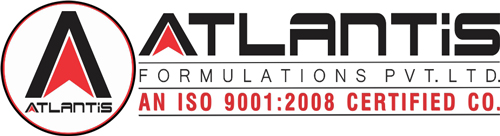 ATLANTiS
ATLANTiS
FORMULATIONS PVT.LTD.
AN ISO 9001:2008 CERTIFIED CO.